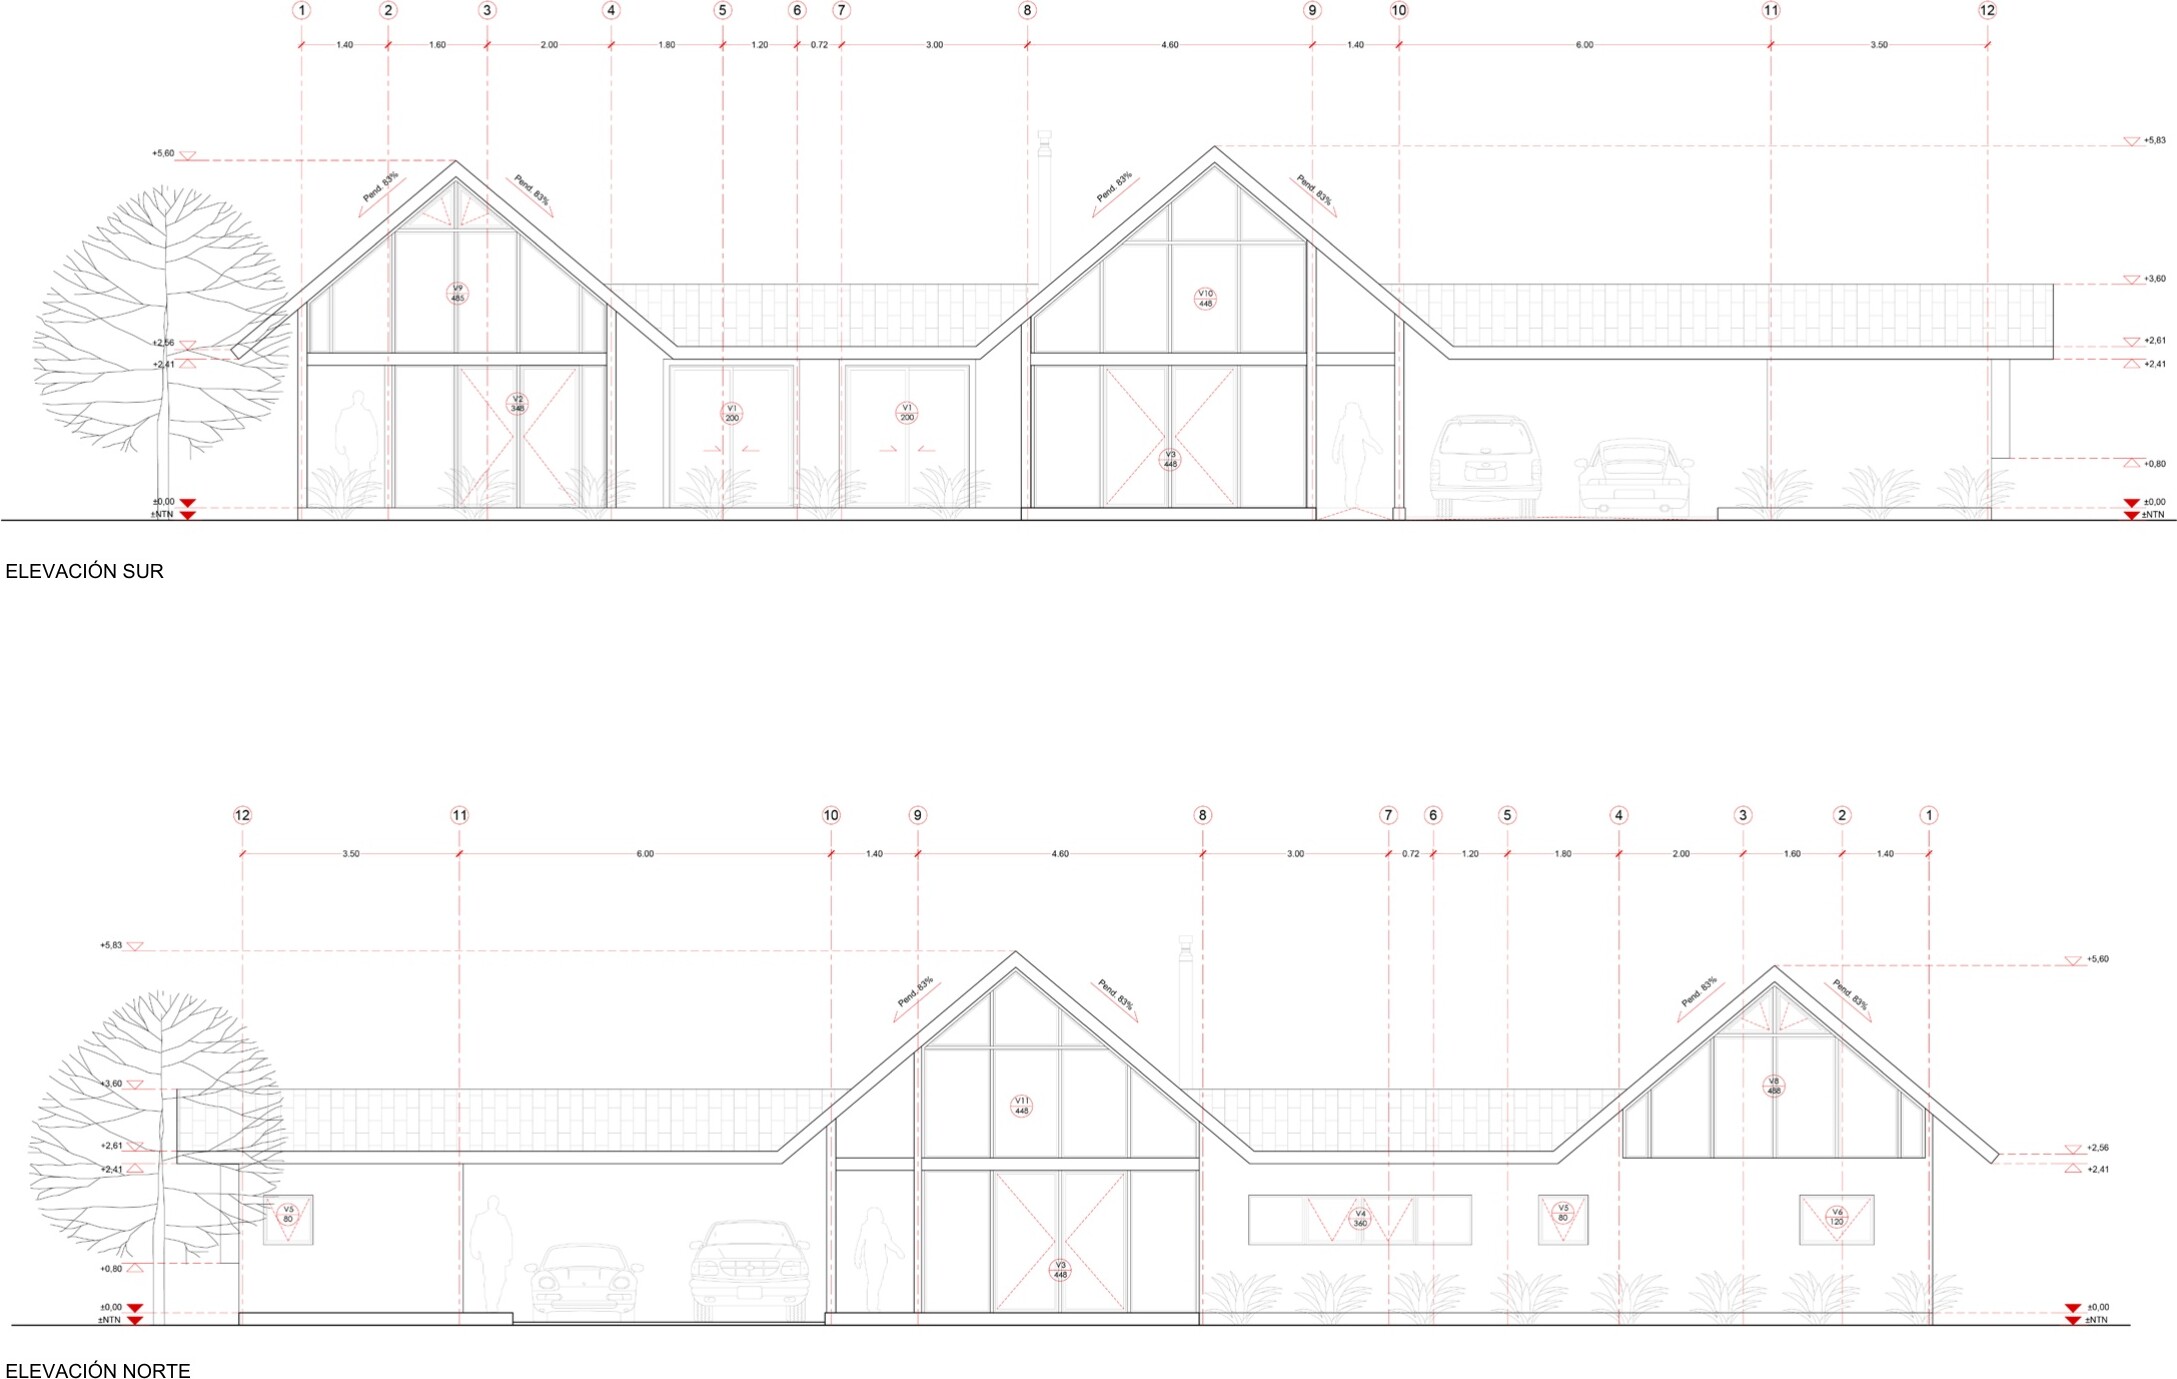 1 2 3 4 5 6 7 8 9 10 11 12
1.40 1.60 2.00 1.80 1.20 0.72 3.00 4.60 1.40 6.00 3.50
+5,83
+5,60
Pend. 83% Pend. 83% Pend. 83% Pend. 83%
+3,60
V9
485
V10
448
+2,56
+2,61
+2,41
+2,41
V2
348
V1
200
V1
200
V3
448
+0,80
±0,00
±0,00
±NTN
±NTN
ELEVACIÓN SUR
12 11 10 9 8 7 6 5 4 3 2 1
3.50 6.00 1.40 4.60 3.00 0.72 1.20 1.80 2.00 1.60 1.40
+5,83
+5,60
Pend. 83% Pend. 83% Pend. 83% Pend. 83%
+3,60
V11
448
V8
488
+2,61
+2,56
+2,41
+2,41
V5
80
V4
360
V5
80
V6
120
+0,80
V3
448
±0,00
±0,00
±NTN
±NTN
ELEVACIÓN NORTE